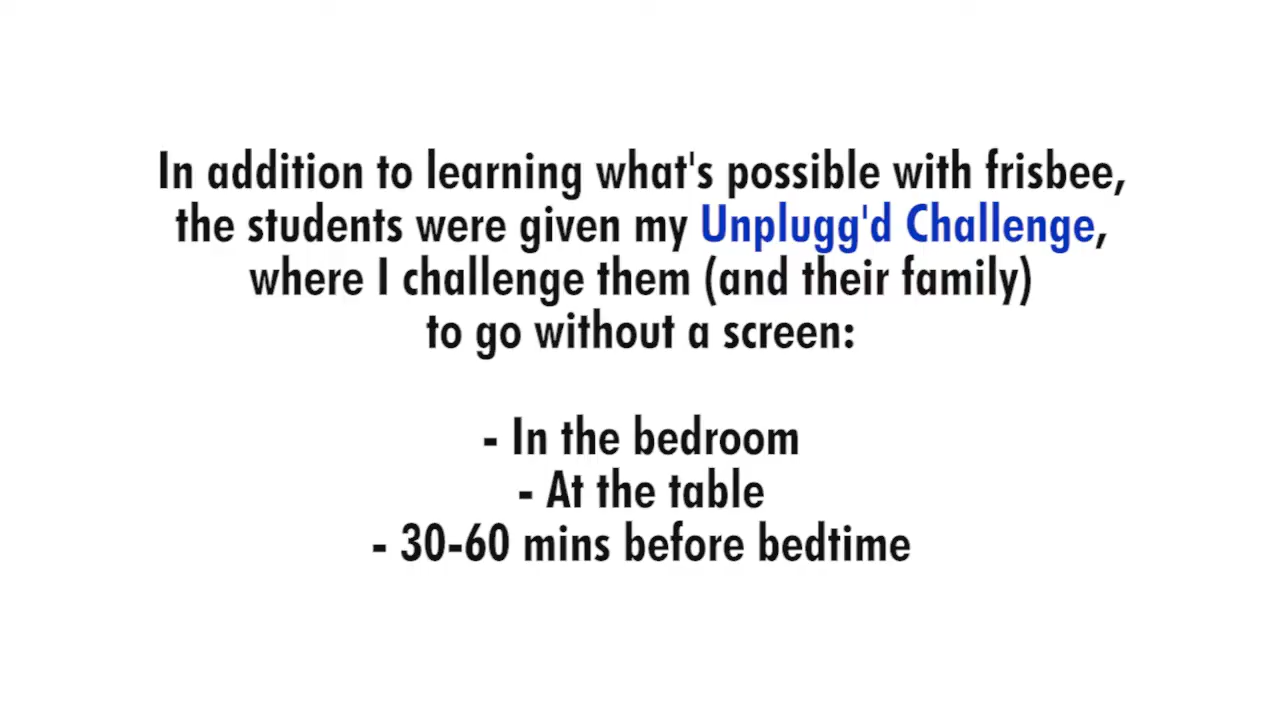 In addition to learning what's possible with frisbee,
the students were given my Unplugg'd Challenge,
where I challenge them (and their family)
to go without a screen:
- In the bedroom
- At the table
- 30-60 mins before bedtime